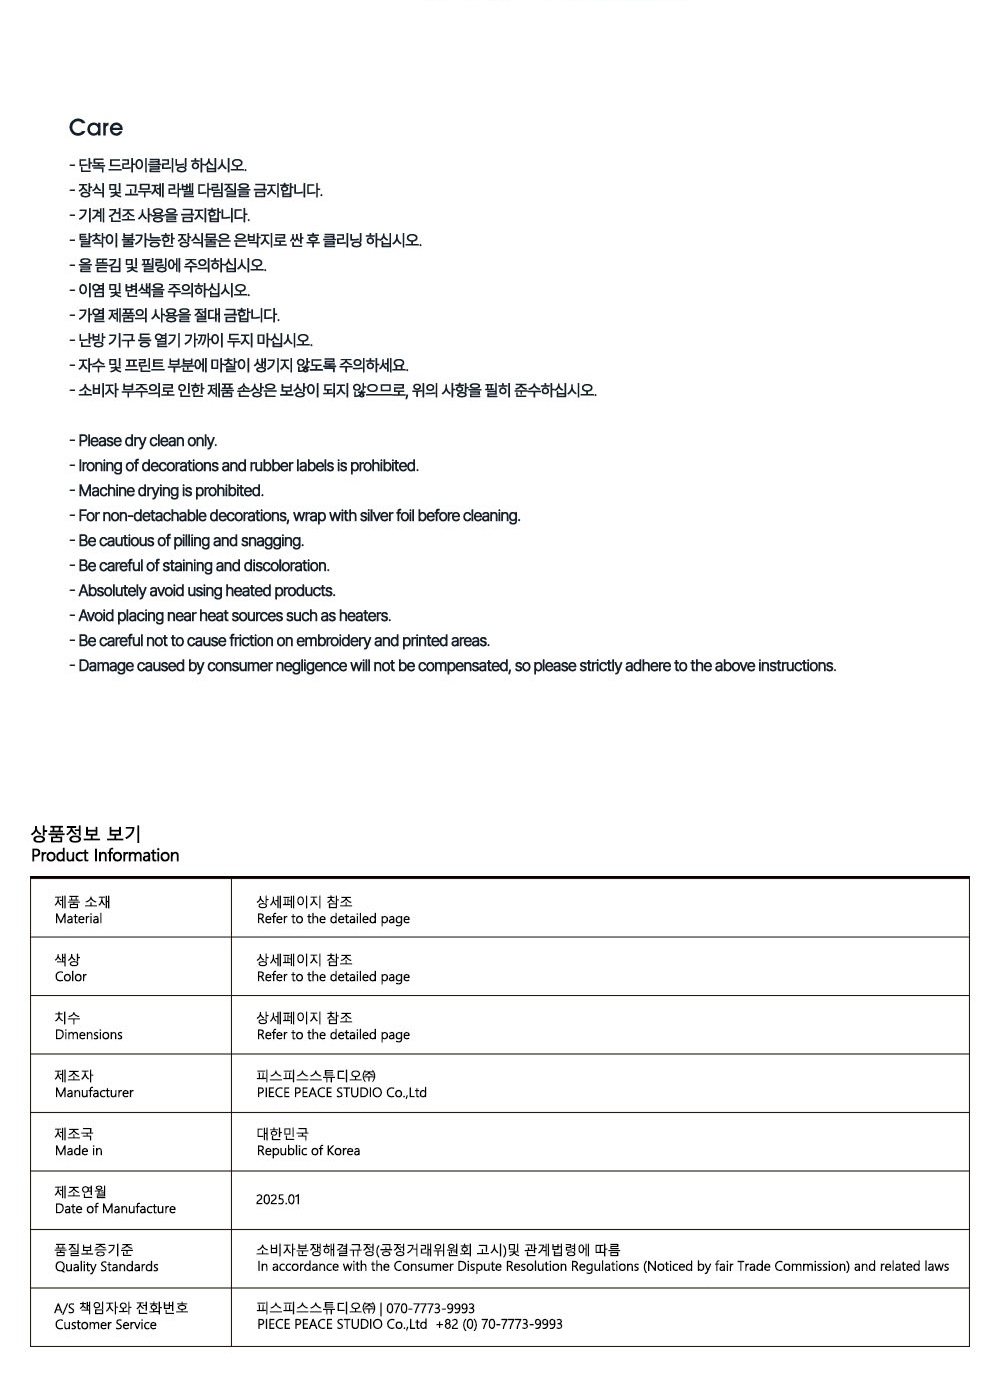 Care
- 단독 드라이클리닝 하십시오.
- 장식 및 고무제 라벨 다림질을 금지합니다.
- 기계 건조 사용을 금지합니다.
- 탈착이 불가능한 장식물은 은박지로 싼 후 클리닝 하십시오.
- 올 뜯김 및 필링에 주의하십시오.
- 이염 및 변색을 주의하십시오.
- 가열 제품의 사용을 절대 금합니다.
- 난방 기구 등 열기 가까이 두지 마십시오.
- 자수 및 프린트 부분에 마찰이 생기지 않도록 주의하세요.
- 소비자 부주의로 인한 제품 손상은 보상이 되지 않으므로, 위의 사항을 필히 준수하십시오.
- Please dry clean only.
- Ironing of decorations and rubber labels is prohibited.
- Machine drying is prohibited.
- For non-detachable decorations, wrap with silver foil before cleaning.
- Be cautious of pilling and snagging.
- Be careful of staining and discoloration.
- Absolutely avoid using heated products.
- Avoid placing near heat sources such as heaters.
- Be careful not to cause friction on embroidery and printed areas.
- Damage caused by consumer negligence will not be compensated, so please strictly adhere to the above instructions.
상품정보 보기
Product Information
제품 소재
Material
상세페이지 참조
Refer to the detailed page
색상
Color
상세페이지 참조
Refer to the detailed page
치수
Dimensions
상세페이지 참조
Refer to the detailed page
제조자
Manufacturer
피스피스스튜디오㈜
PIECE PEACE STUDIO Co.,Ltd
제조국
Made in
대한민국
Republic of Korea
제조연월
Date of Manufacture
2025.01
품질보증기준
Quality Standards
소비자분쟁해결규정(공정거래위원회 고시)및 관계법령에 따름
In accordance with the Consumer Dispute Resolution Regulations (Noticed by fair Trade Commission) and related laws
A/S 책임자와 전화번호
Customer Service
피스피스스튜디오㈜ | 070-7773-9993
PIECE PEACE STUDIO Co.,Ltd +82 (0) 70-7773-9993